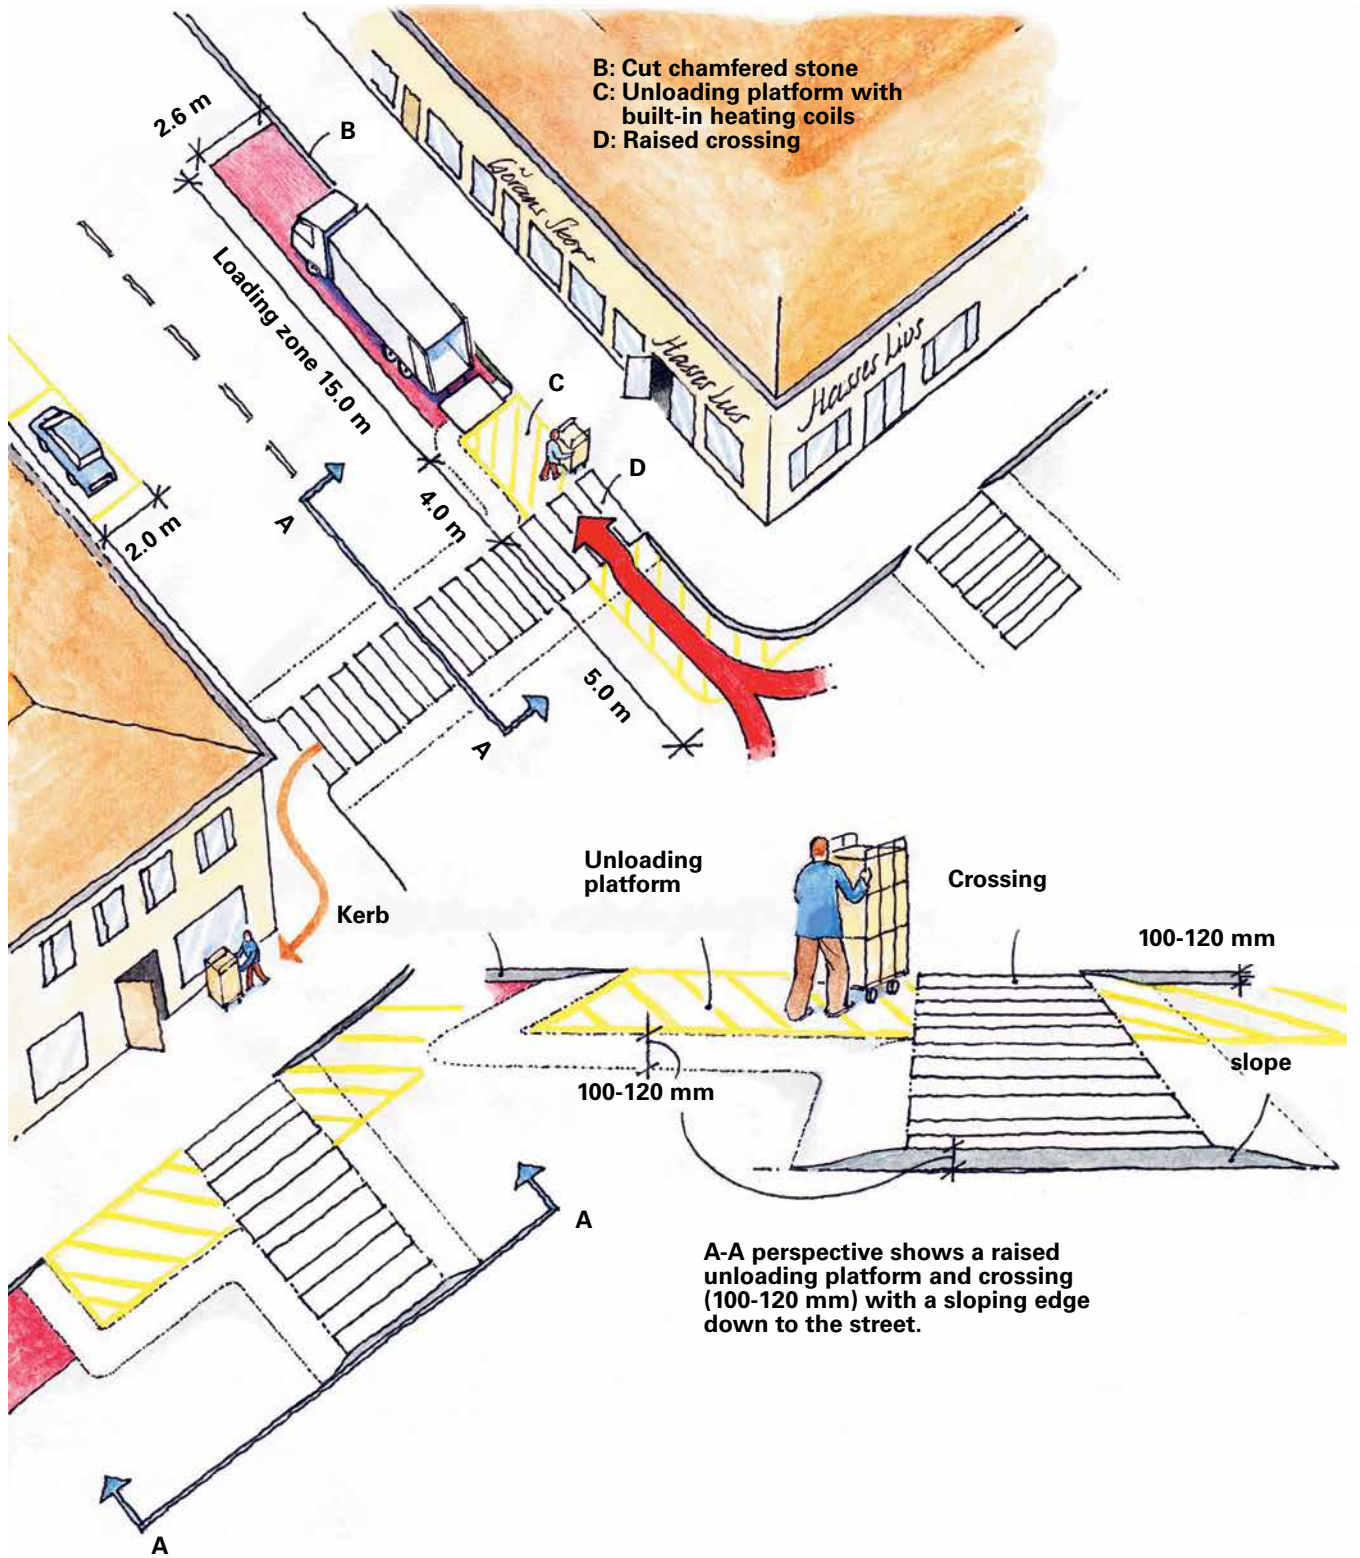 B: Cut chamfered stone
C: Unloading platform with
built-in heating coils
D: Raised crossing
2.6 m
B
Görans Skor
Loading zone 15.0 m
Hasses Livs
C
D
4.0 m
A
2.0 m
5.0 m
A
Unloading
platform
Crossing
Kerb
100-120 mm
slope
100-120 mm
A
A-A perspective shows a raised
unloading platform and crossing
(100-120 mm) with a sloping edge
down to the street.
A